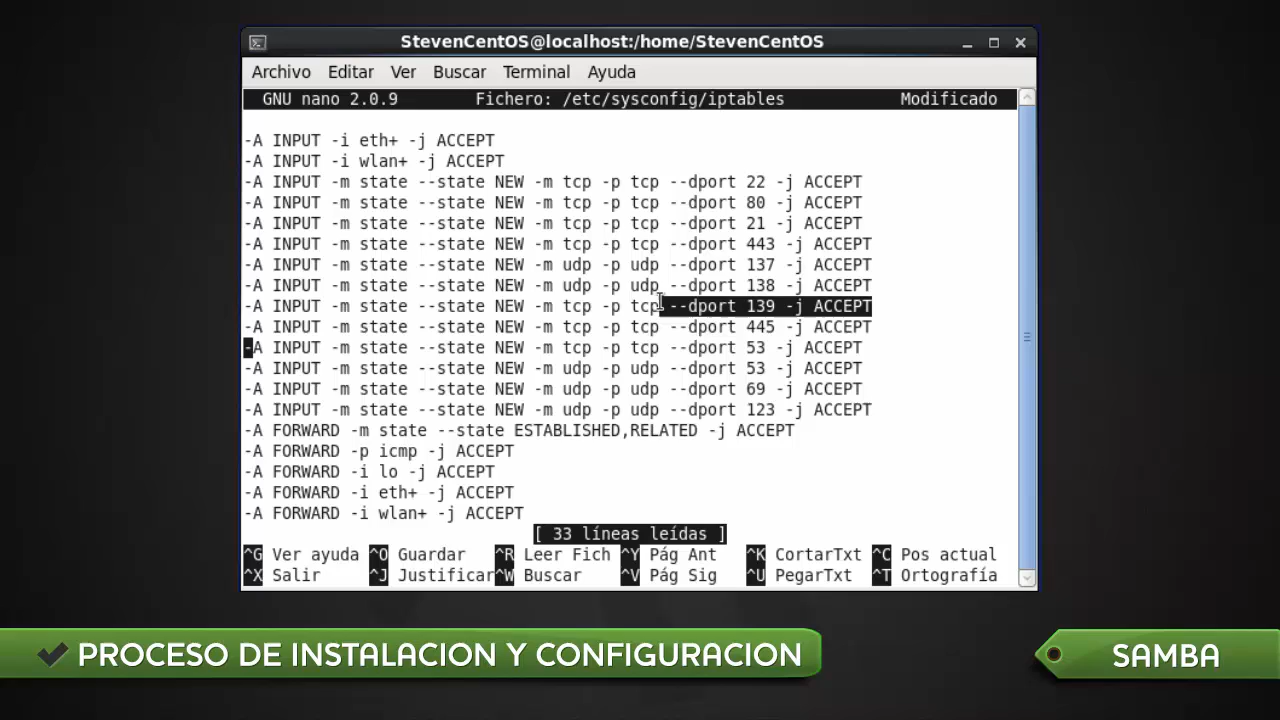 StevenCentOS@localhost:/home/StevenCentOS
Archivo Editar Ver Buscar Terminal Ayuda
GNU nano 2.0.9 Fichero: /etc/sysconfig/iptables Modificado
-A INPUT -i eth+ -j ACCEPT
-A INPUT -i wlan+ -j ACCEPT
-A INPUT -m state --state NEW -m tcp -p tcp --dport 22 -j ACCEPT
-A INPUT -m state --state NEW -m tcp -p tcp --dport 80 -j ACCEPT
-A INPUT -m state --state NEW -m tcp -p tcp --dport 21 -j ACCEPT
-A INPUT -m state --state NEW -m tcp -p tcp --dport 443 -j ACCEPT
-A INPUT -m state --state NEW -m udp -p udp --dport 137 -j ACCEPT
-A INPUT -m state --state NEW -m udp -p udp --dport 138 -j ACCEPT
-A INPUT -m state --state NEW -m tcp -p tcp --dport 139 -j ACCEPT
-A INPUT -m state --state NEW -m tcp -p tcp --dport 445 -j ACCEPT
-A INPUT -m state --state NEW -m tcp -p tcp --dport 53 -j ACCEPT
-A INPUT -m state --state NEW -m udp -p udp --dport 53 -j ACCEPT
-A INPUT -m state --state NEW -m udp -p udp --dport 69 -j ACCEPT
-A INPUT -m state --state NEW -m udp -p udp --dport 123 -j ACCEPT
-A FORWARD -m state --state ESTABLISHED,RELATED -j ACCEPT
-A FORWARD -p icmp -j ACCEPT
-A FORWARD -i lo -j ACCEPT
-A FORWARD -i eth+ -j ACCEPT
-A FORWARD -i wlan+ -j ACCEPT
[ 33 líneas leídas ]
^G Ver ayuda ^O Guardar ^R Leer Fich ^Y Pág Ant ^K CortarTxt ^C Pos actual
^X Salir ^J Justificar ^W Buscar ^V Pág Sig ^U PegarTxt ^T Ortografía
PROCESO DE INSTALACION Y CONFIGURACION
SAMBA